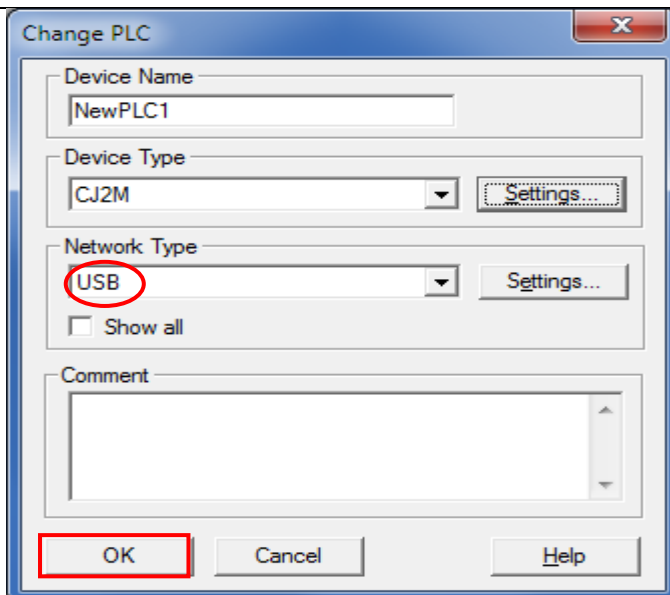 Change PLC
Device Name
NewPLC1
Device Type
CJ2M
Settings...
Network Type
USB
Settings...
Show all
Comment
OK Cancel Help